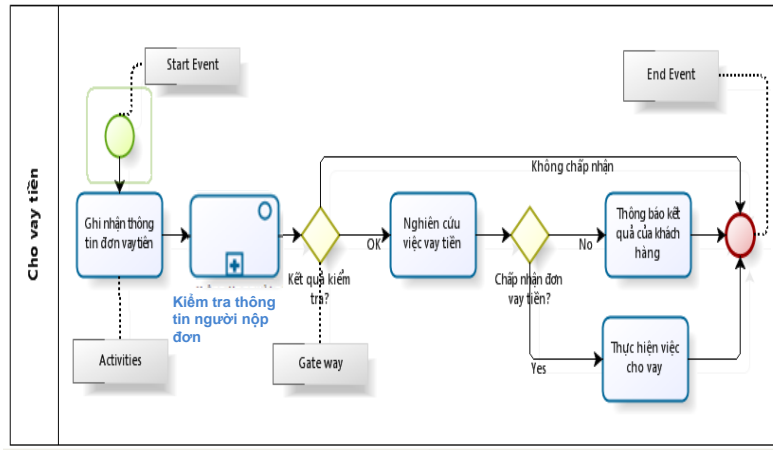 Cho vay tiền
Start Event
End Event
Không chấp nhận
Ghi nhận thông
tin đơn vay tiền
Kiểm tra thông
tin người nộp
đơn
Kết quả kiểm
tra?
OK
Nghiên cứu
việc vay tiền
Chấp nhận đơn
vay tiền?
No
Thông báo kết
quả của khách
hàng
Yes
Thực hiện việc
cho vay
Activities
Gate way